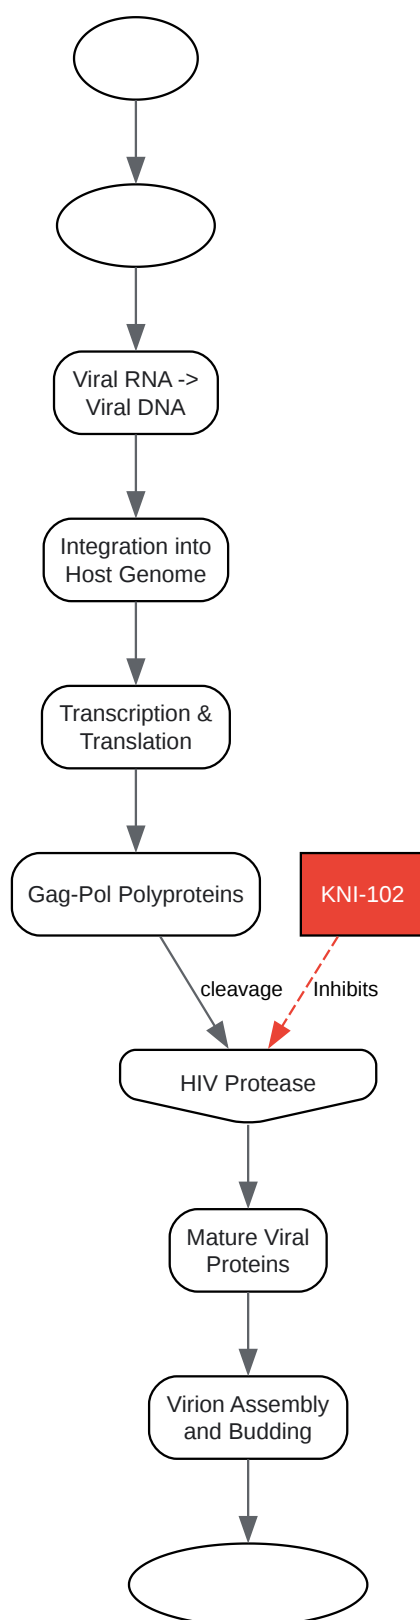 Viral RNA ->
Viral DNA
Integration into
Host Genome
Transcription &
Translation
Gag-Pol Polyproteins
KNI-102
cleavage
Inhibits
HIV Protease
Mature Viral
Proteins
Virion Assembly
and Budding